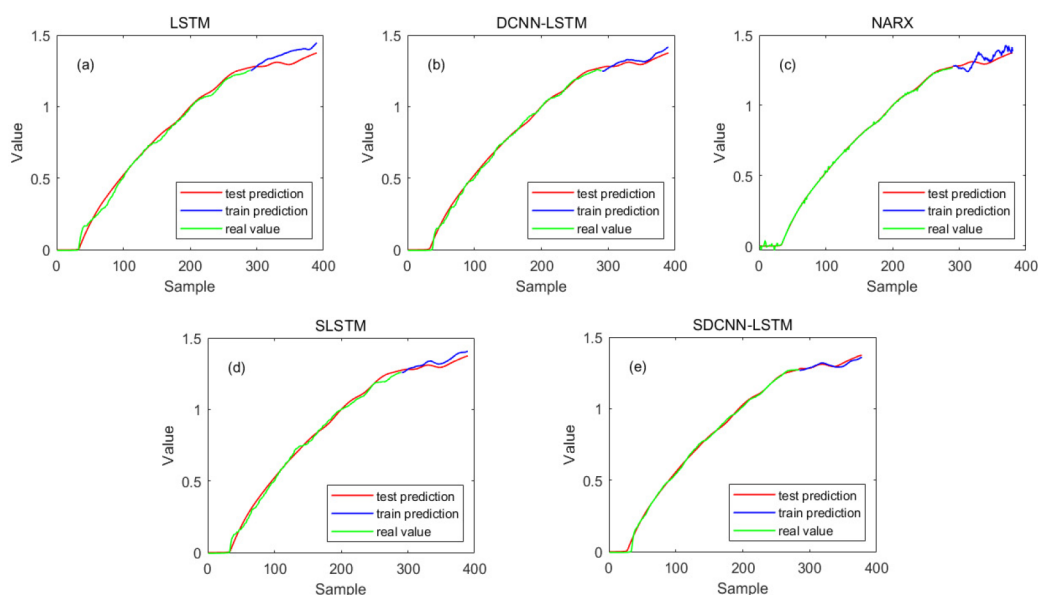 LSTM
(a)
1.5
1
0.5
0
Value
test prediction
train prediction
real value
0 100 200 300 400
Sample
DCNN-LSTM
(b)
1.5
1
0.5
0
Value
test prediction
train prediction
real value
0 100 200 300 400
Sample
NARX
(c)
1.5
1
0.5
0
Value
test prediction
train prediction
real value
0 100 200 300 400
Sample
SLSTM
(d)
1.5
1
0.5
0
Value
test prediction
train prediction
real value
0 100 200 300 400
Sample
SDCNN-LSTM
(e)
1.5
1
0.5
0
Value
test prediction
train prediction
real value
0 100 200 300 400
Sample